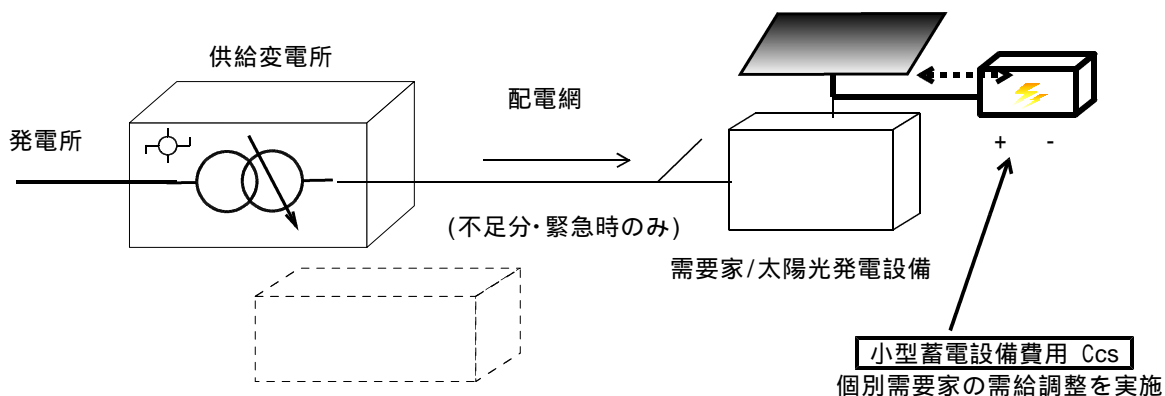 供給変電所
配電網
発電所
+ -
(不足分・緊急時のみ)
需要家/太陽光発電設備
小型蓄電設備費用 Ccs
個別需要家の需給調整を実施